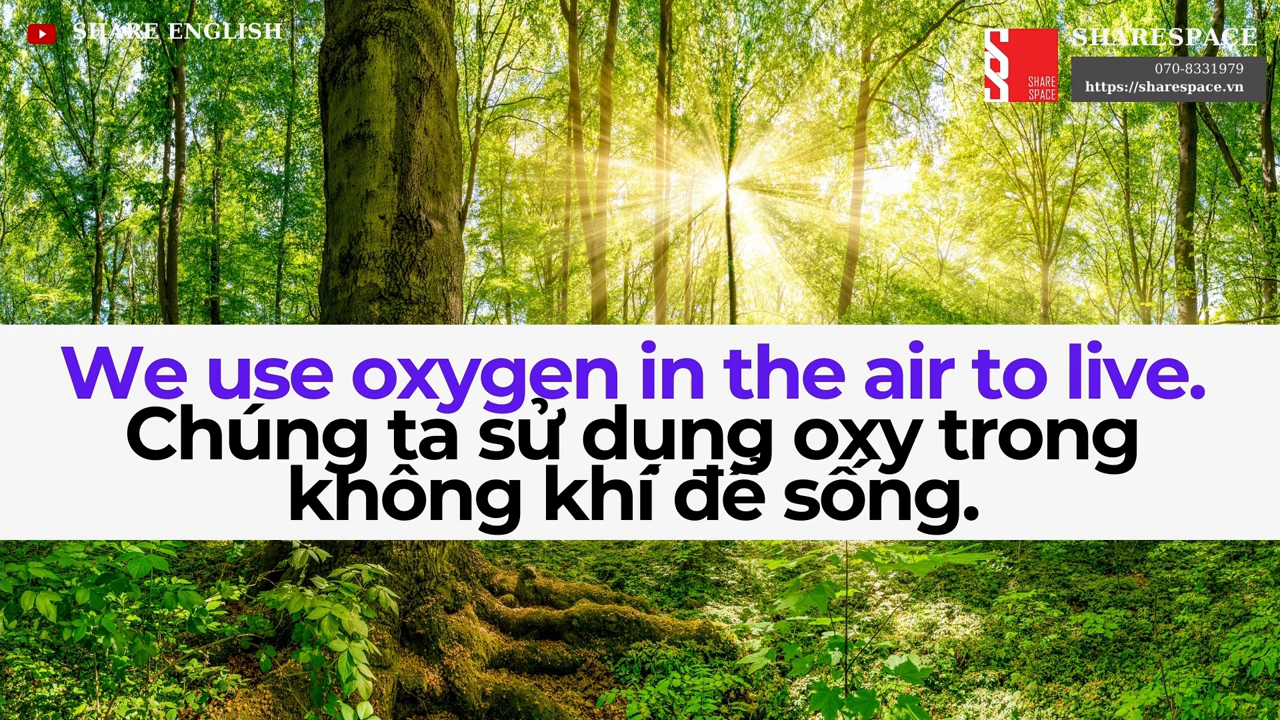 SHARE ENGLISH
SHARESPACE
070-8331979
https://sharespace.vn
SHARE
SPACE
We use oxygen in the air to live.
Chúng ta sử dụng oxy trong
không khí để sống.